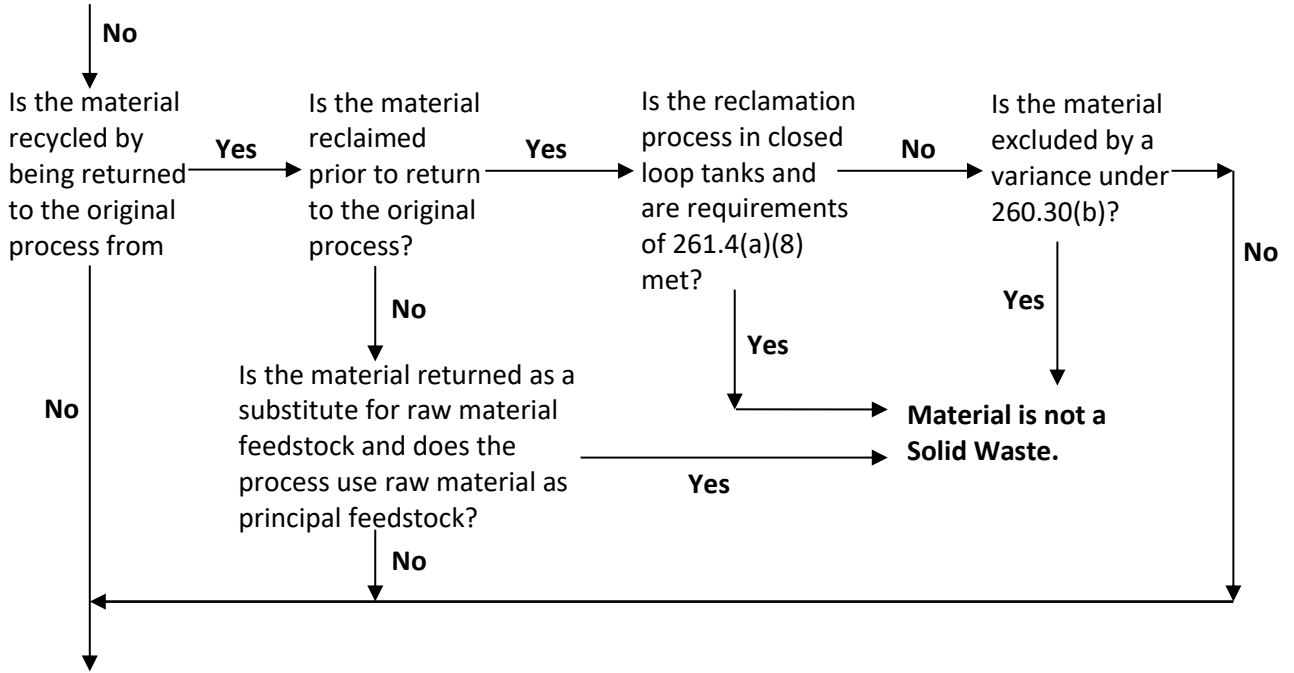 No
Is the material
recycled by
being returned
to the original
process from
Yes
Is the material
reclaimed
prior to return
to the original
process?
Yes
Is the reclamation
process in closed
loop tanks and
are requirements
of 261.4(a)(8)
met?
No
Is the material
excluded by a
variance under
260.30(b)?
No
Yes
No
Yes
Is the material returned as a
substitute for raw material
feedstock and does the
process use raw material as
principal feedstock?
No
Yes
Material is not a
Solid Waste.
No